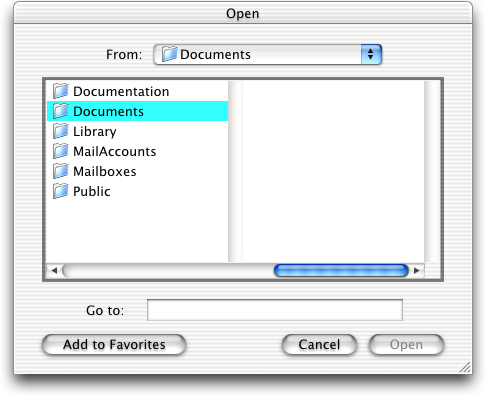 Open
From: Documents
Documentation
Documents
Library
MailAccounts
Mailboxes
Public
Go to:
Add to Favorites Cancel Open